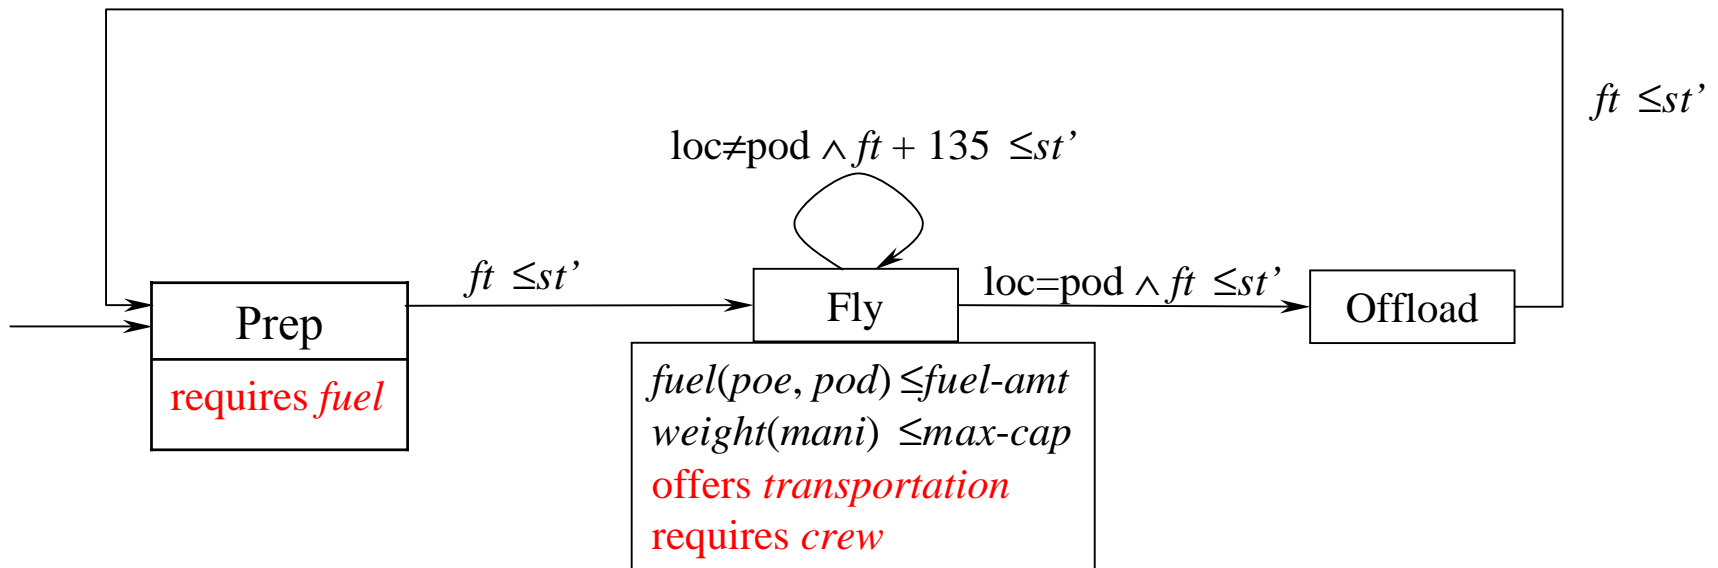 ft ≤st’
loc≠pod ∧ ft + 135 ≤st’
ft ≤st’
loc=pod ∧ ft ≤st’
Prep
Fly
Offload
requires fuel
fuel(poe, pod) ≤fuel-amt
weight(mani) ≤max-cap
offers transportation
requires crew